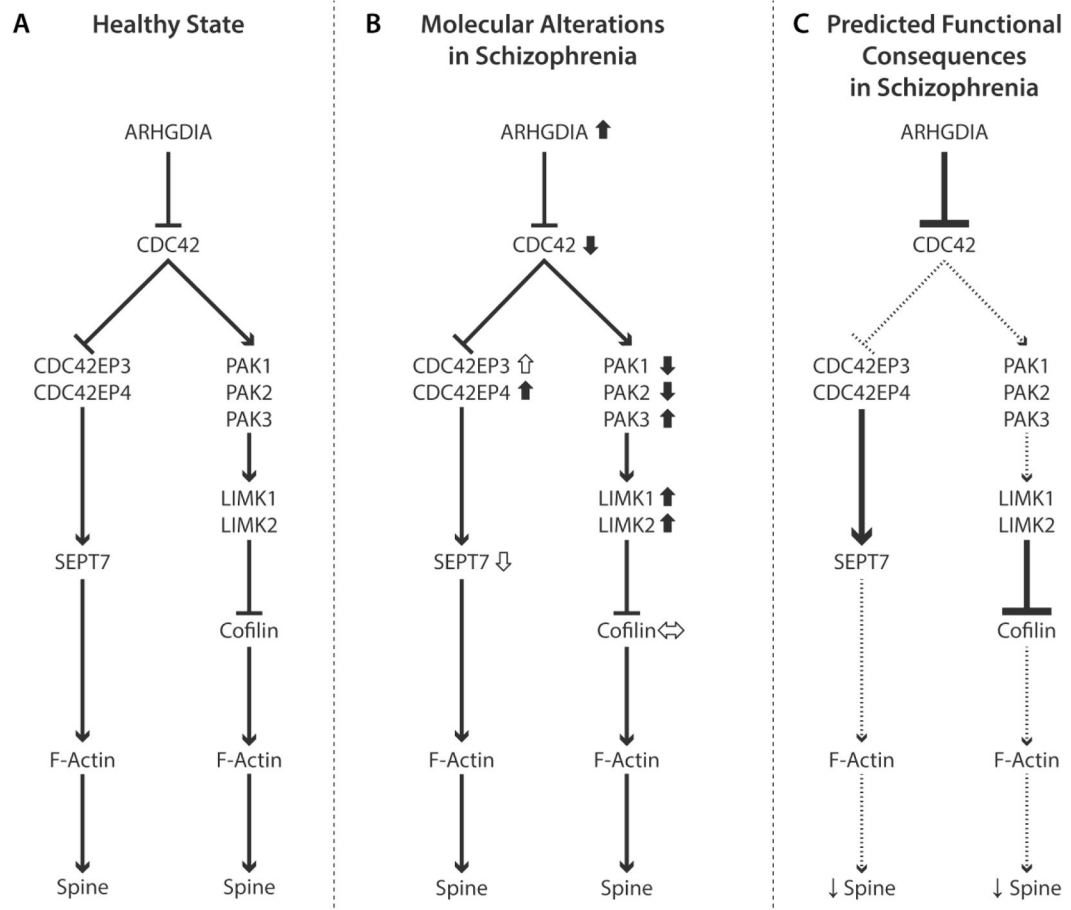 A Healthy State
ARHGDIA
CDC42
CDC42EP3
CDC42EP4
PAK1
PAK2
PAK3
LIMK1
LIMK2
SEPT7
Cofilin
F-Actin
F-Actin
Spine
Spine
B Molecular Alterations
in Schizophrenia
ARHGDIA
CDC42
CDC42EP3
CDC42EP4
PAK1
PAK2
PAK3
LIMK1
LIMK2
SEPT7
Cofilin
F-Actin
F-Actin
Spine
Spine
C Predicted Functional
Consequences
in Schizophrenia
ARHGDIA
CDC42
CDC42EP3
CDC42EP4
PAK1
PAK2
PAK3
LIMK1
LIMK2
SEPT7
Cofilin
F-Actin
F-Actin
↓ Spine
↓ Spine